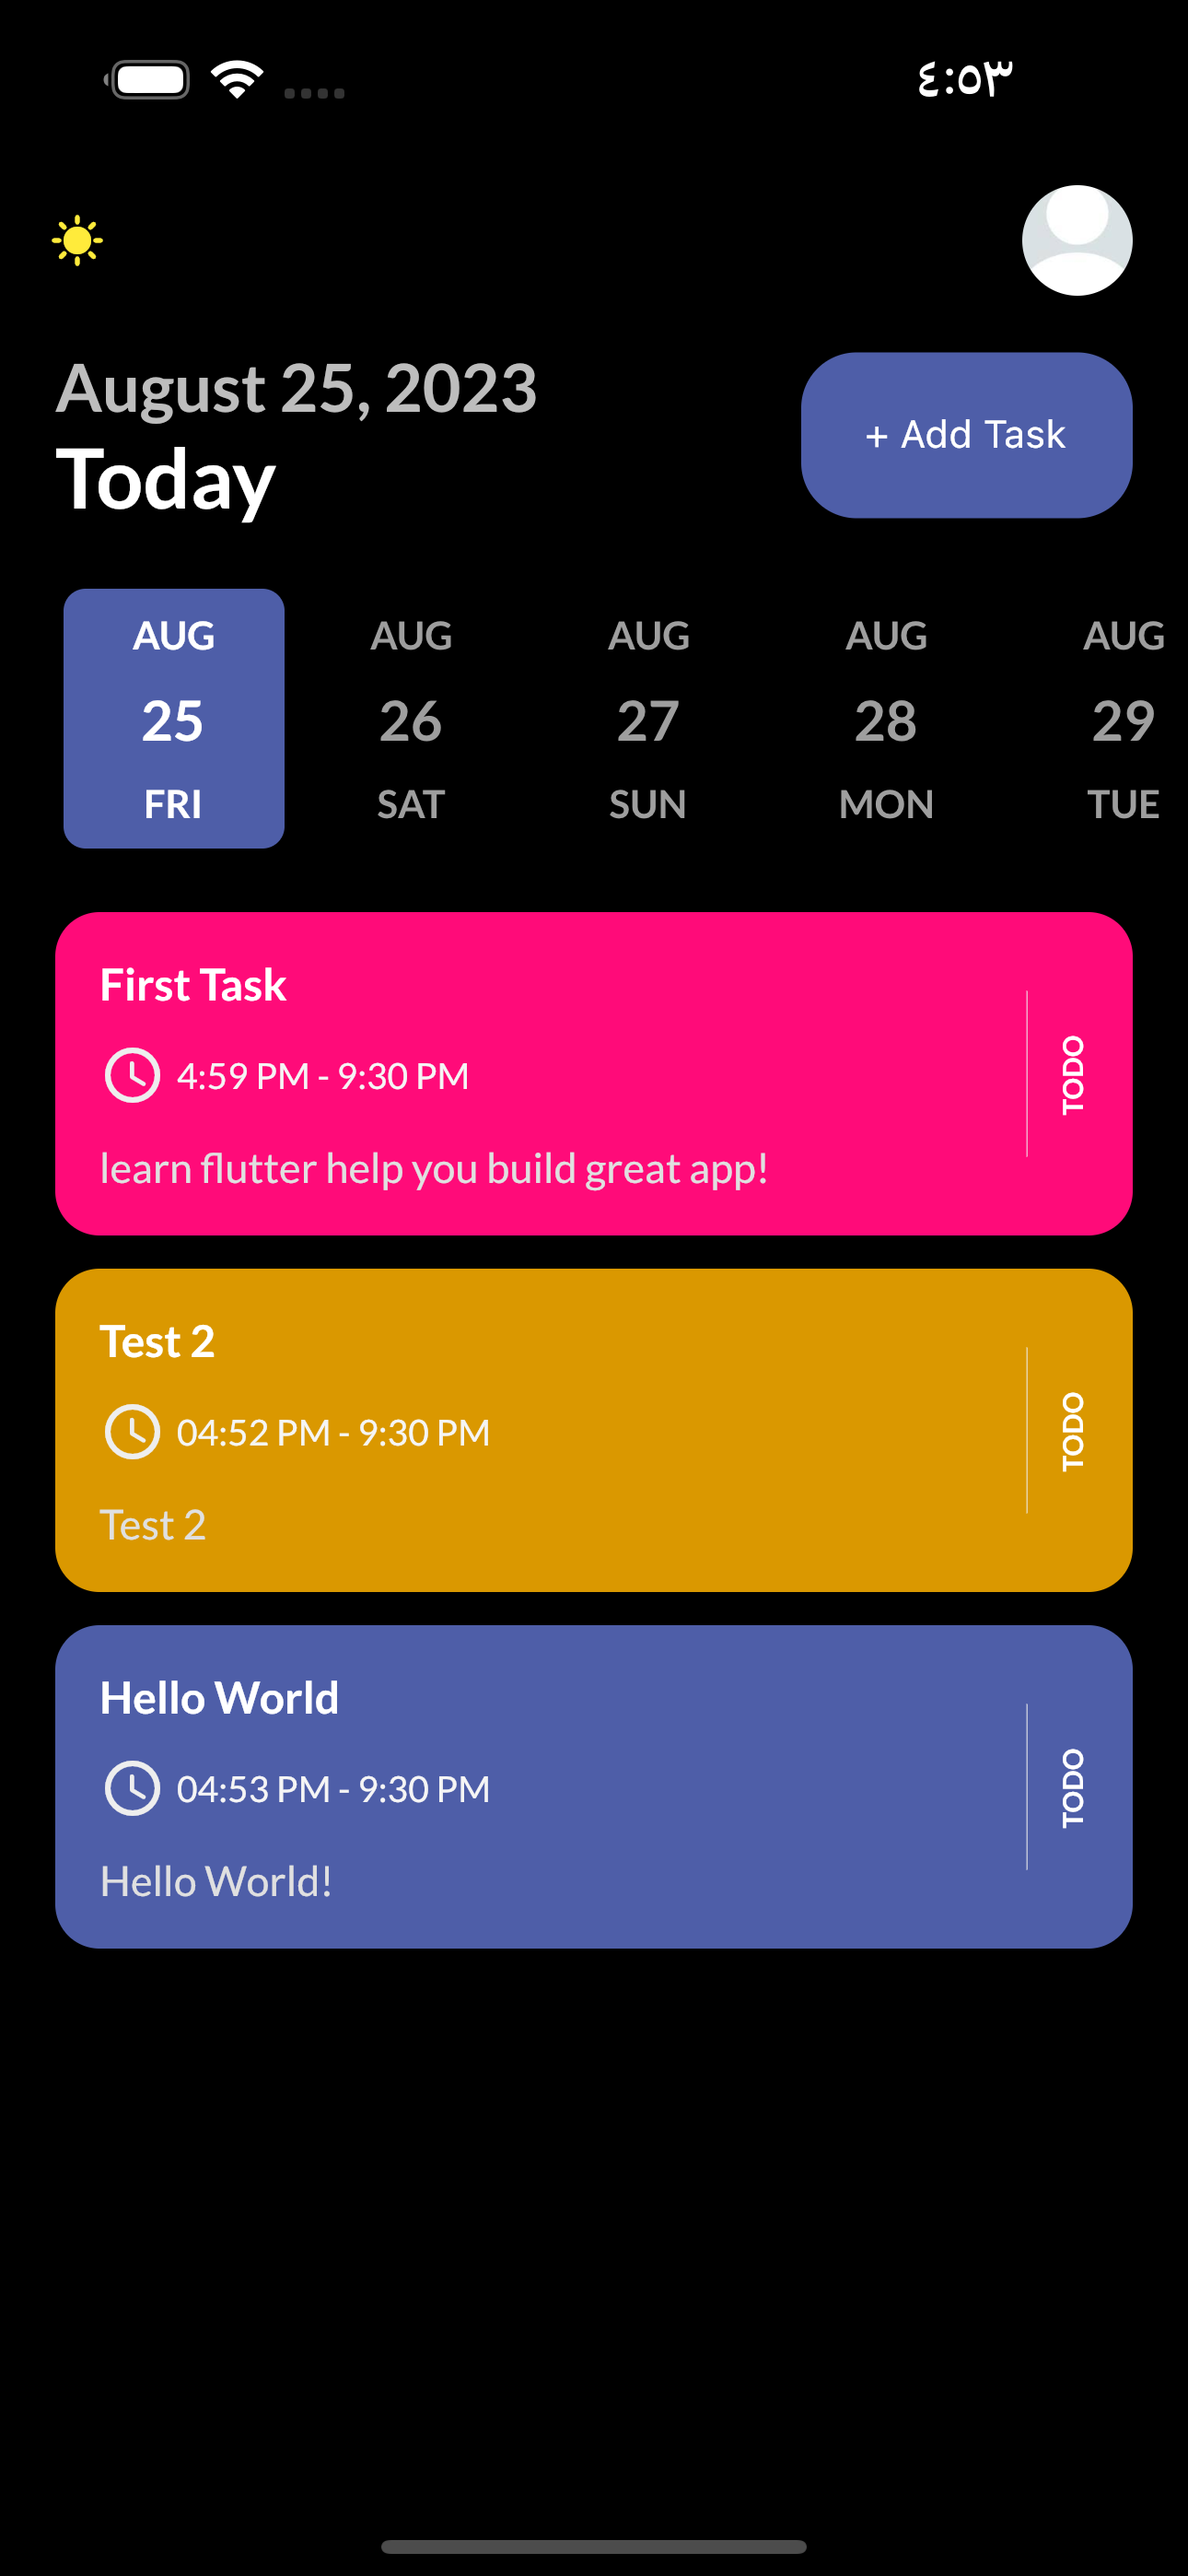 ٤:٥٣
August 25, 2023
Today
+ Add Task
AUG AUG AUG AUG AUG
25 26 27 28 29
FRI SAT SUN MON TUE
First Task
4:59 PM - 9:30 PM
learn flutter help you build great app!
TODO
Test 2
04:52 PM - 9:30 PM
Test 2
TODO
Hello World
04:53 PM - 9:30 PM
Hello World!
TODO